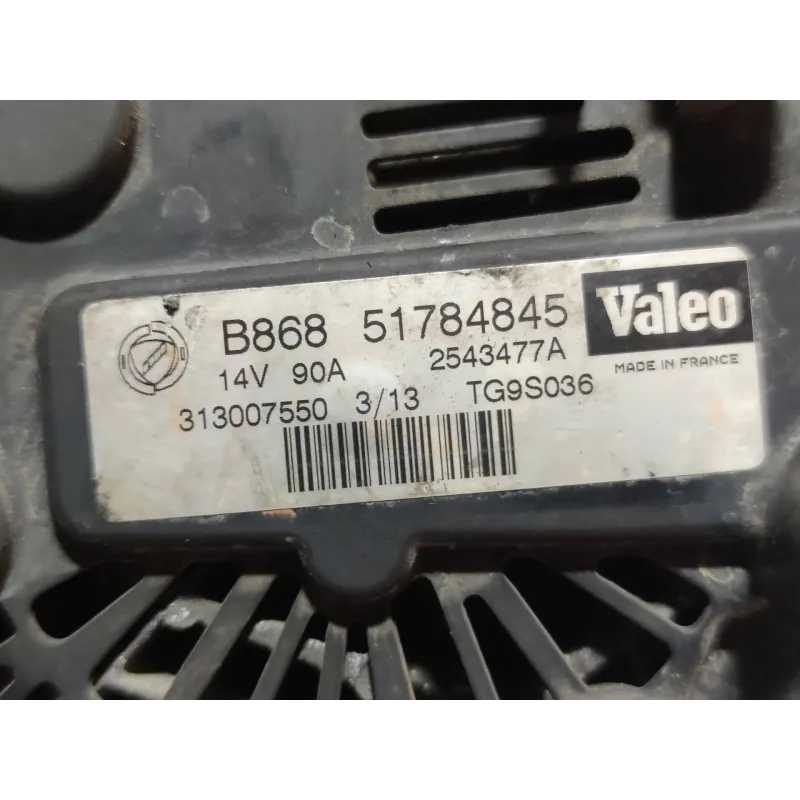 B868 51784845 Valeo
14V 90A 2543477A MADE IN FRANCE
313007550 3/13 TG9S036